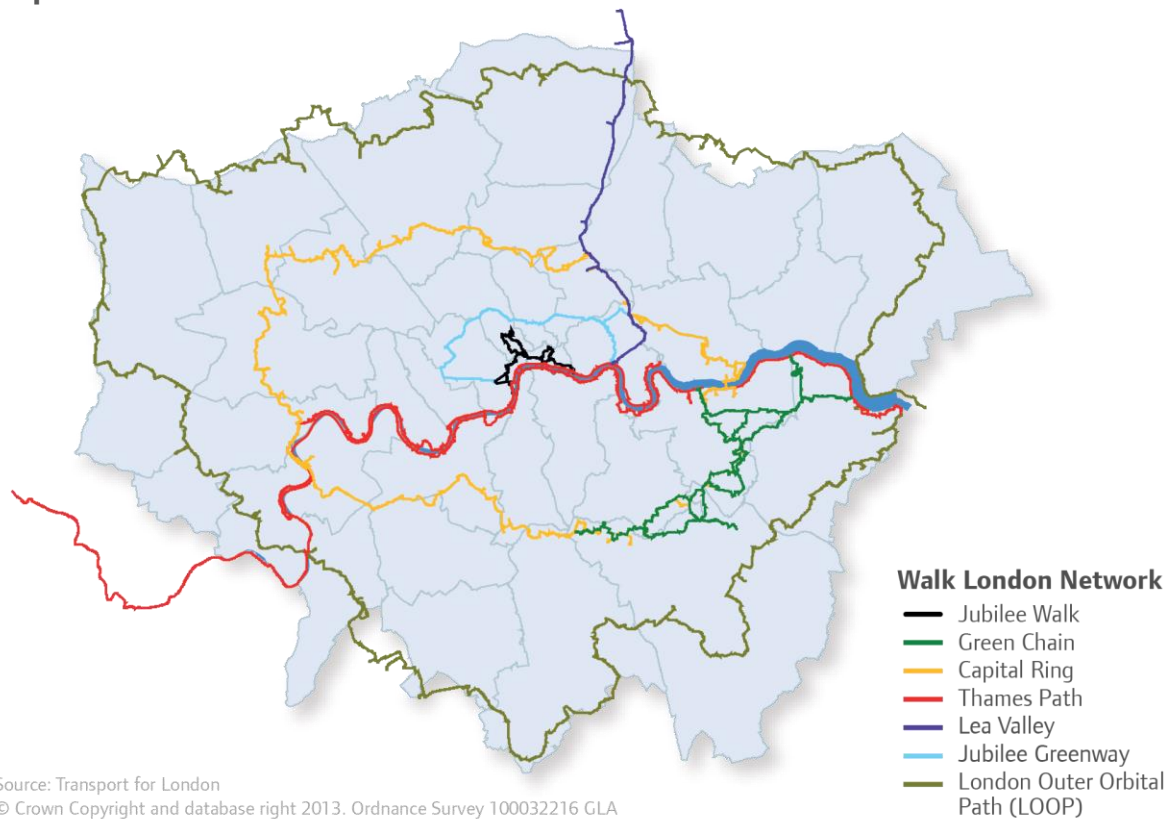 Walk London Network
Jubilee Walk
Green Chain
Capital Ring
Thames Path
Lea Valley
Jubilee Greenway
London Outer Orbital
Path (LOOP)
Source: Transport for London
© Crown Copyright and database right 2013. Ordnance Survey 100032216 GLA